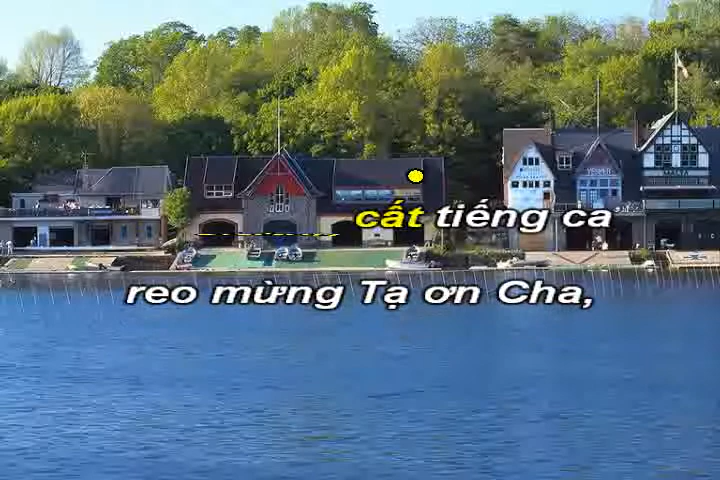 cất tiếng ca
reo mừng Tạ ơn Cha,